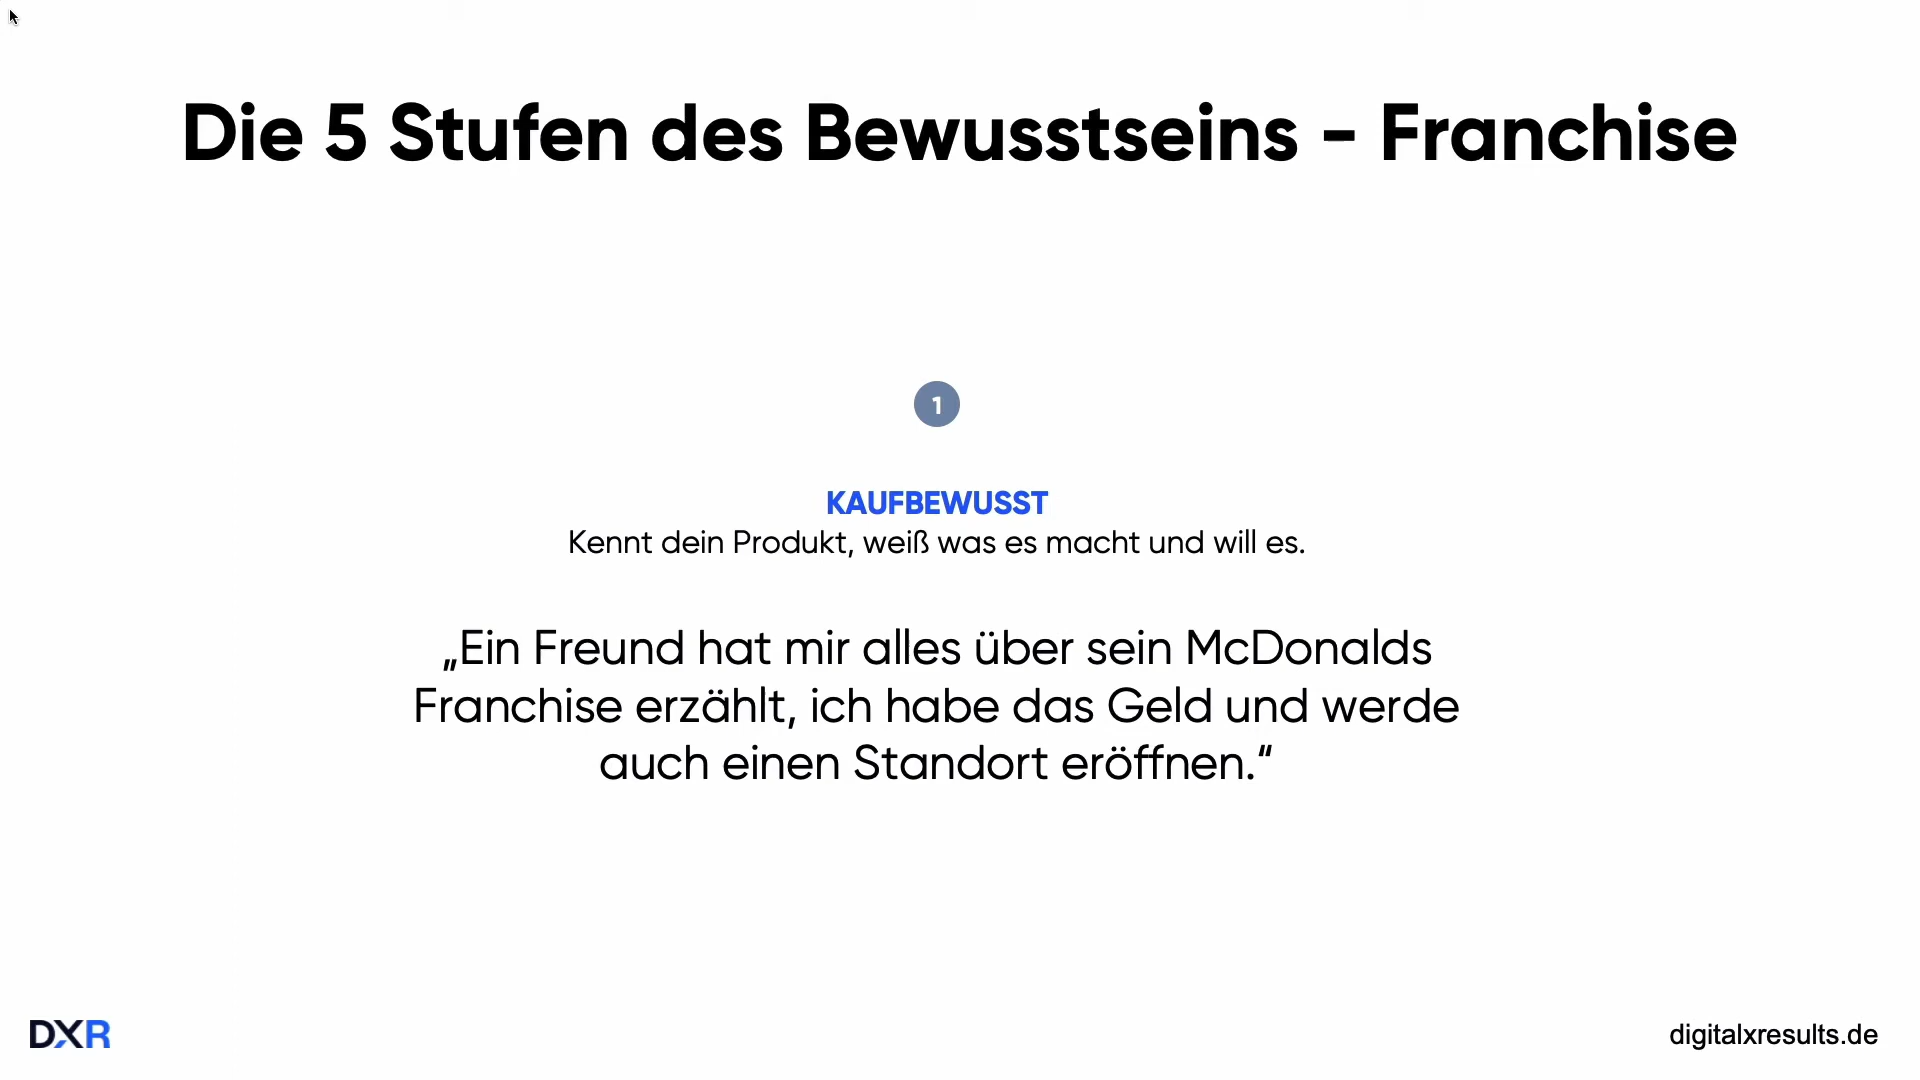 Die 5 Stufen des Bewusstseins - Franchise
1
KAUFBEWUSST
Kennt dein Produkt, weiß was es macht und will es.
„Ein Freund hat mir alles über sein McDonalds
Franchise erzählt, ich habe das Geld und werde
auch einen Standort eröffnen.“
DXR
digitalxresults.de